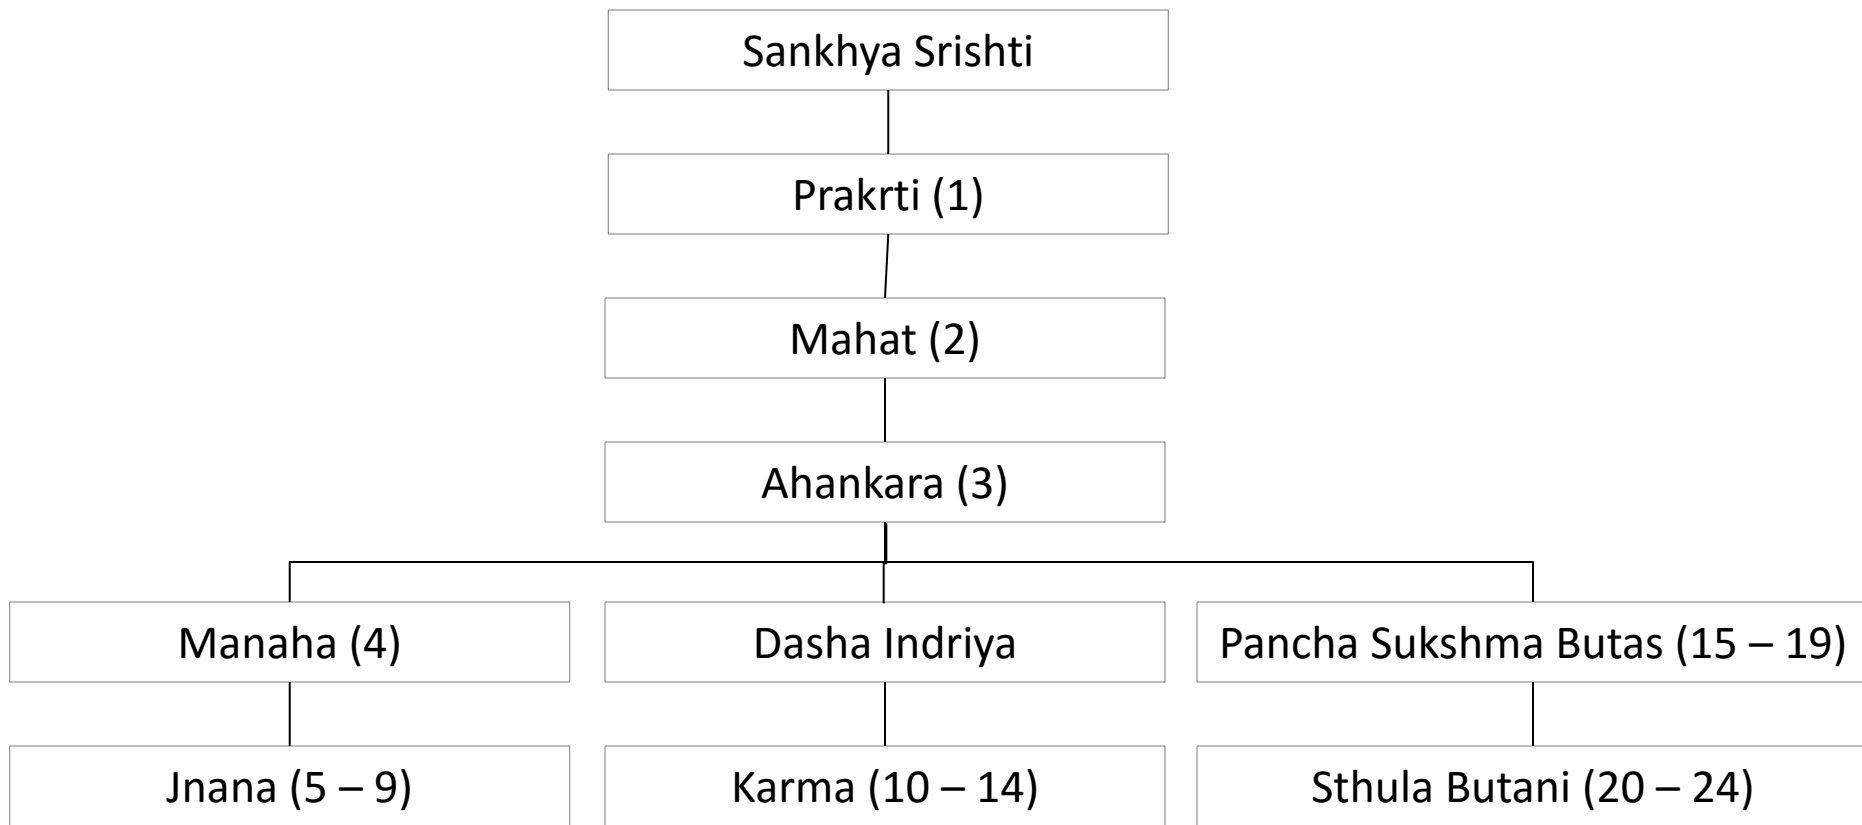 Sankhya Srishti
Prakrti (1)
Mahat (2)
Ahankara (3)
Manaha (4)
Dasha Indriya
Pancha Sukshma Butas (15 – 19)
Jnana (5 – 9)
Karma (10 – 14)
Sthula Butani (20 – 24)